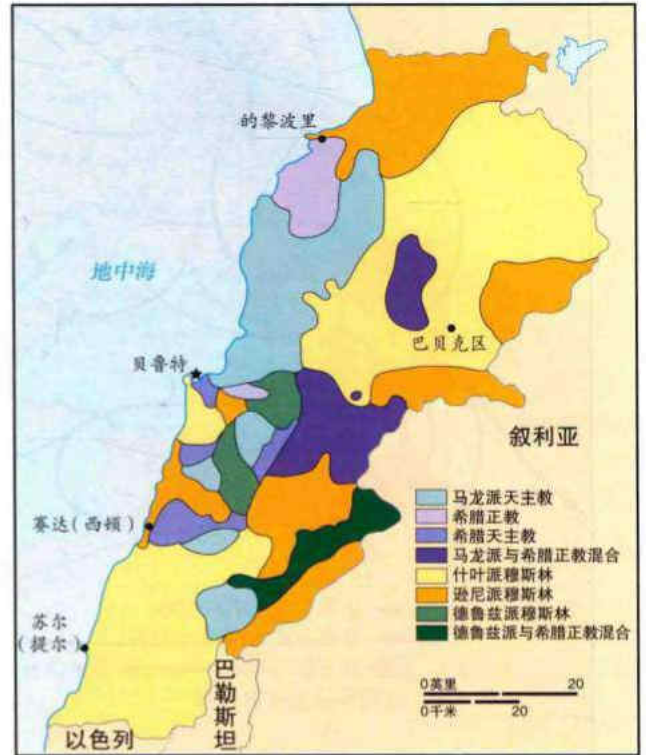 的黎波里
地中海
贝鲁特
巴贝克区
叙利亚
赛达(西顿)
苏尔
(提尔)
以色列
巴勒斯坦
马龙派天主教
希腊正教
希腊天主教
马龙派与希腊正教混合
什叶派穆斯林
逊尼派穆斯林
德鲁兹派穆斯林
德鲁兹派与希腊正教混合
0英里 20
0千米 20